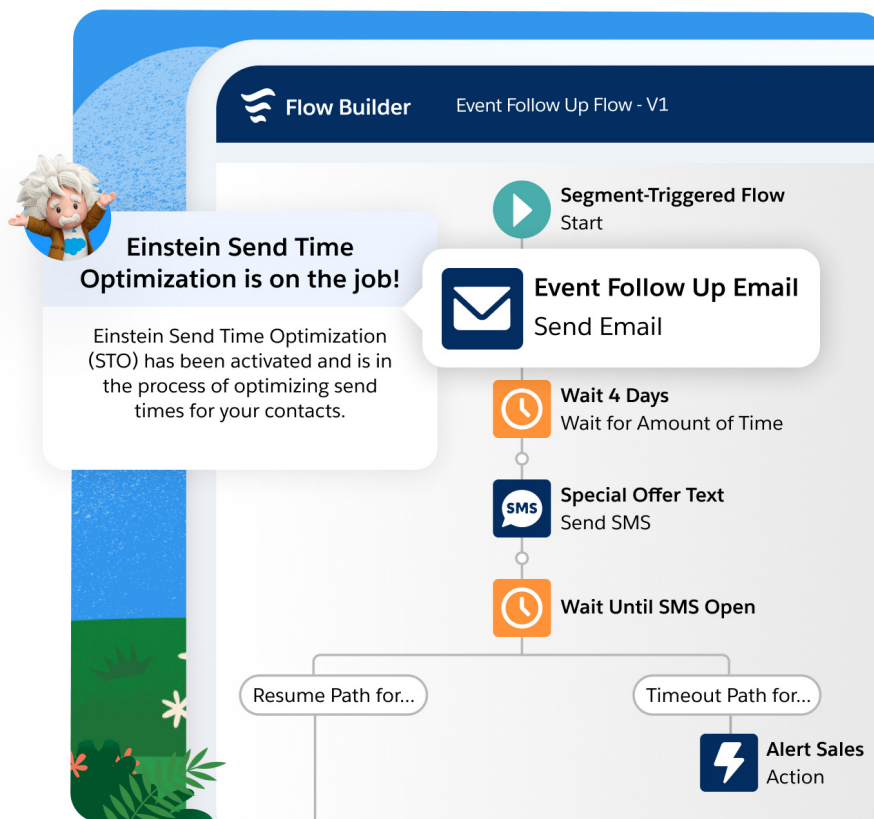 Flow Builder
Event Follow Up Flow - V1
Segment-Triggered Flow
Start
Einstein Send Time
Optimization is on the job!
Einstein Send Time Optimization
(STO) has been activated and is in
the process of optimizing send
times for your contacts.
Event Follow Up Email
Send Email
Wait 4 Days
Wait for Amount of Time
SMS
Special Offer Text
Send SMS
Wait Until SMS Open
Resume Path for...
Timeout Path for...
Alert Sales
Action